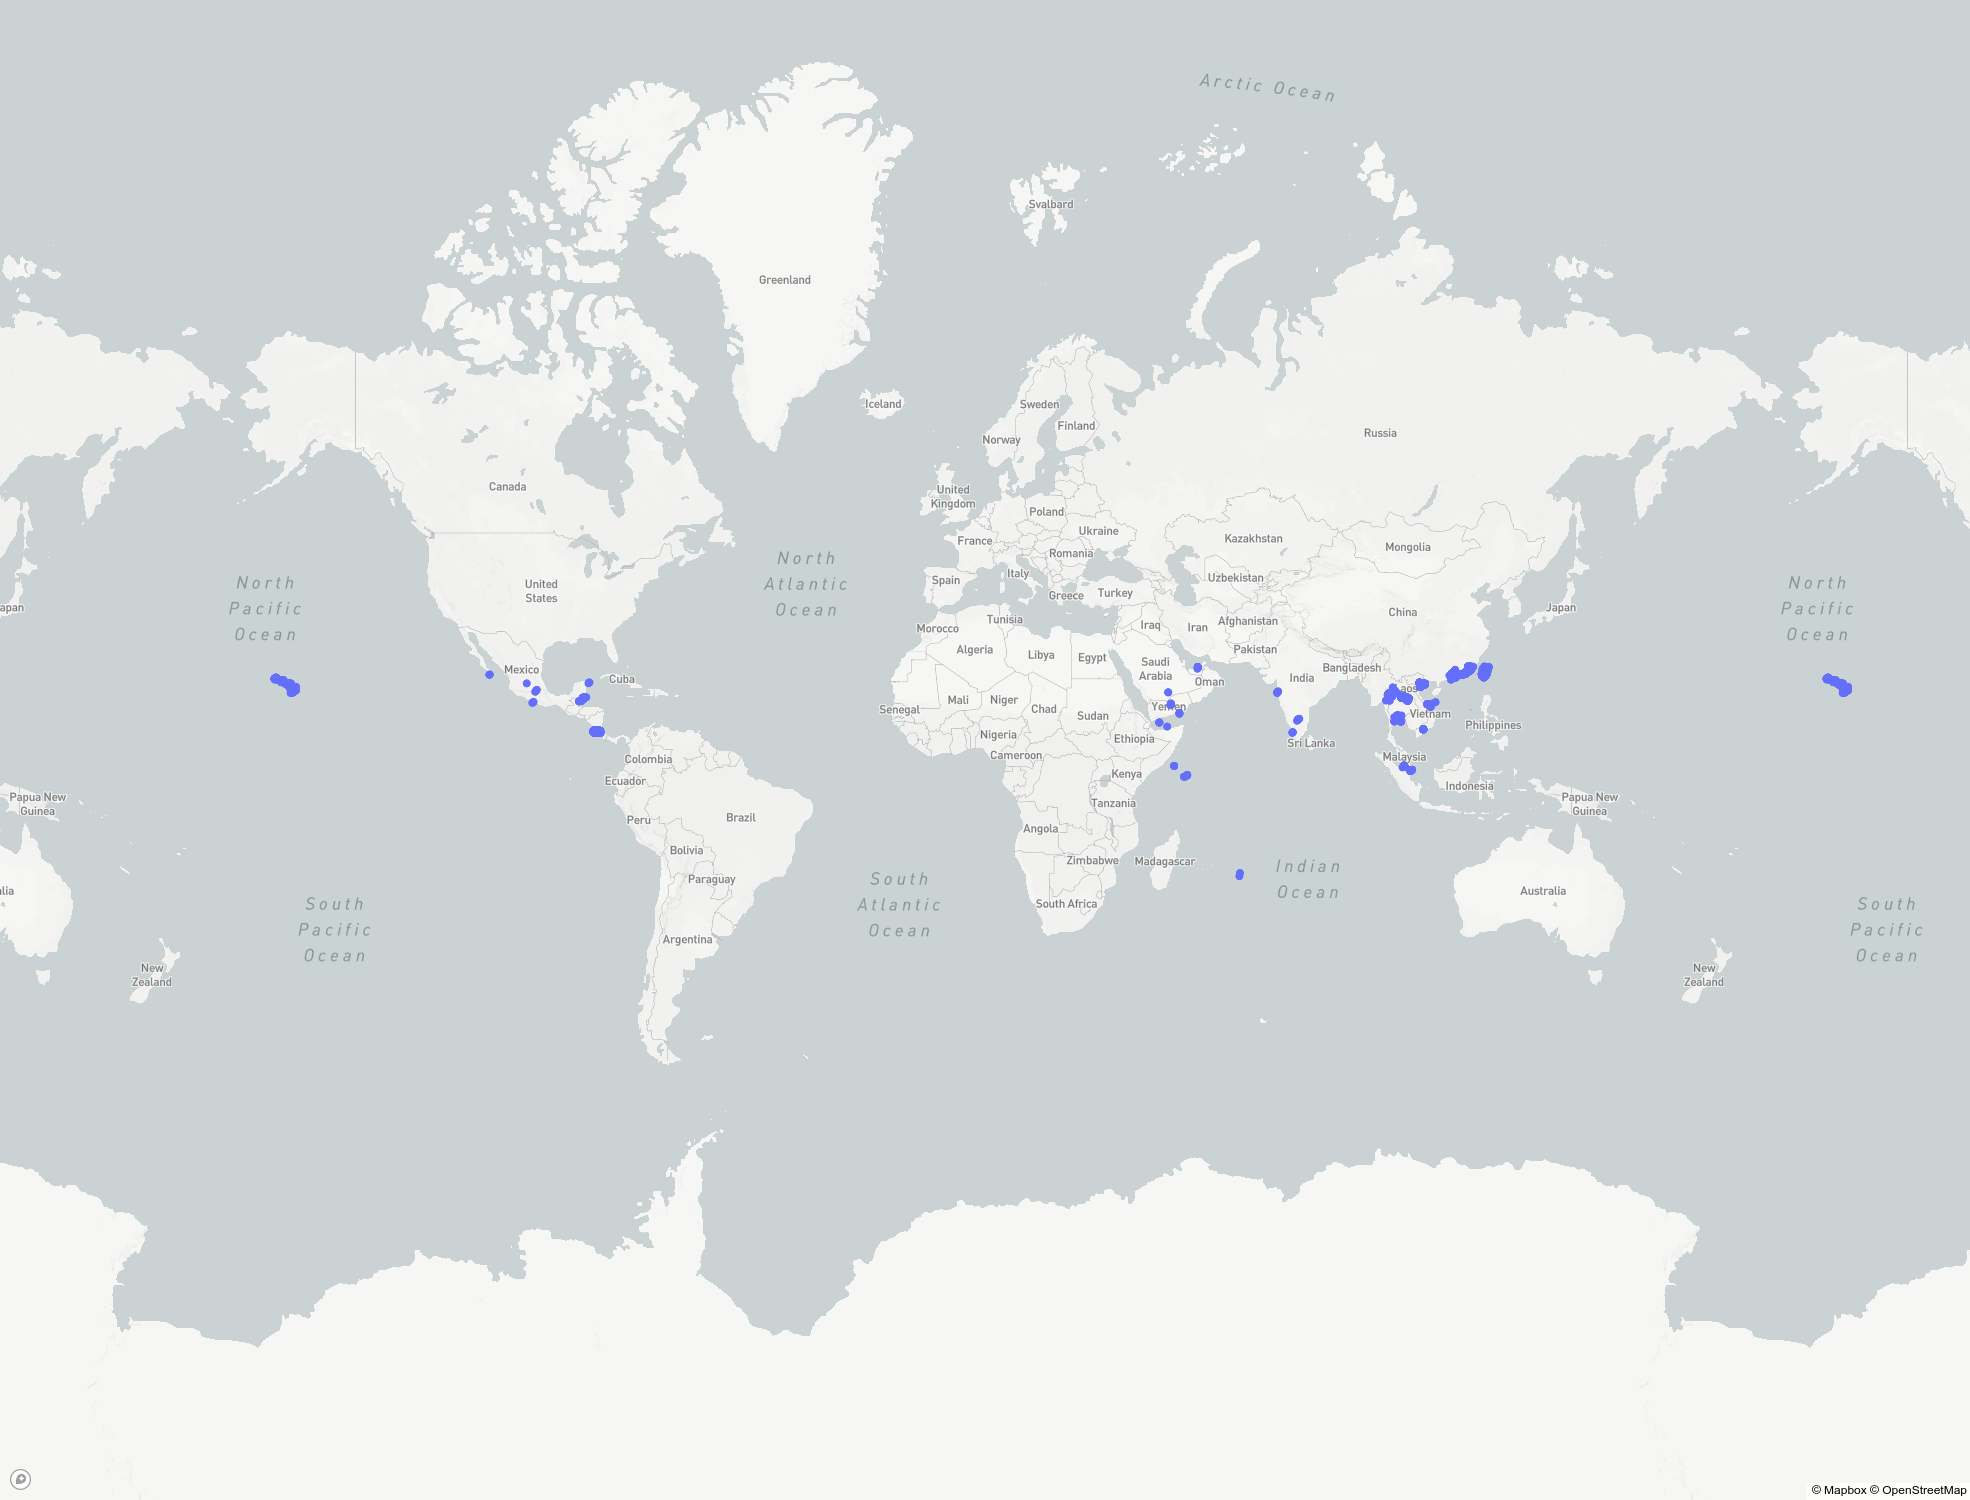 Arctic Ocean
Svalbard
Greenland
Iceland
Sweden
Finland
Norway
Russia
Canada
United
Kingdom
Poland
Ukraine
France
Kazakhstan
Mongolia
Romania
North
Atlantic
Ocean
Italy
Uzbekistan
Spain
Greece
Turkey
United
States
North
Pacific
Ocean
North
Pacific
Ocean
apan
Japan
China
Tunisia
Morocco
Iraq
Iran
Afghanistan
Algeria
Libya
Egypt
Pakistan
Saudi
Arabia
Bangladesh
Mexico
Cuba
India
Oman
Laos
Mali
Niger
Chad
Sudan
Yemen
Senegal
Vietnam
Philippines
Nigeria
Ethiopia
Sri Lanka
Cameroon
Malaysia
Colombia
Ecuador
Kenya
Indonesia
Papua New
Guinea
Papua New
Guinea
Tanzania
Peru
Brazil
Angola
Bolivia
Zimbabwe
Madagascar
Paraguay
Indian
Ocean
South
Atlantic
Ocean
lia
Australia
South Africa
South
Pacific
Ocean
South
Pacific
Ocean
Argentina
New
Zealand
New
Zealand
© Mapbox © OpenStreetMap